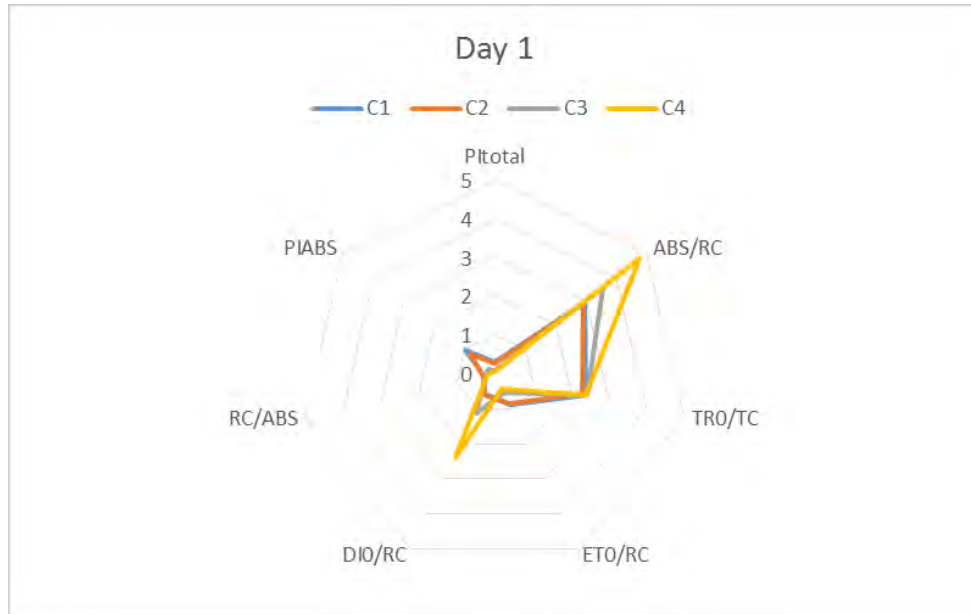 Day 1
C1 C2 C3 C4
PItotal
5
4
3
2
1
0
ABS/RC
TR0/TC
ET0/RC
DI0/RC
RC/ABS
PIABS